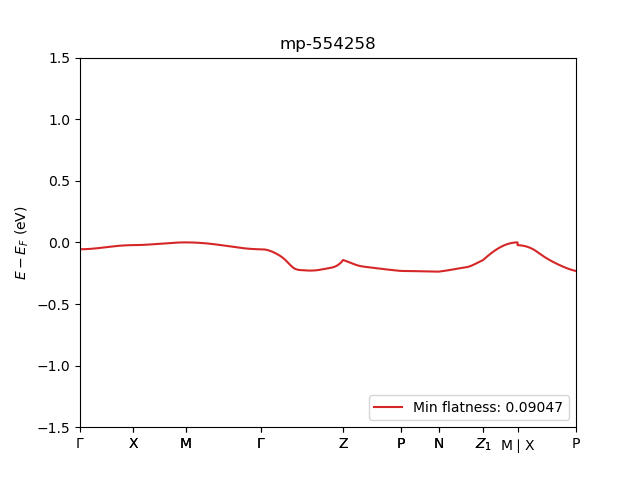 mp-554258
E − E_F (eV)
1.5
1.0
0.5
0.0
−0.5
−1.0
−1.5
Min flatness: 0.09047
Γ X M Γ Z P N Z₁ M | X P